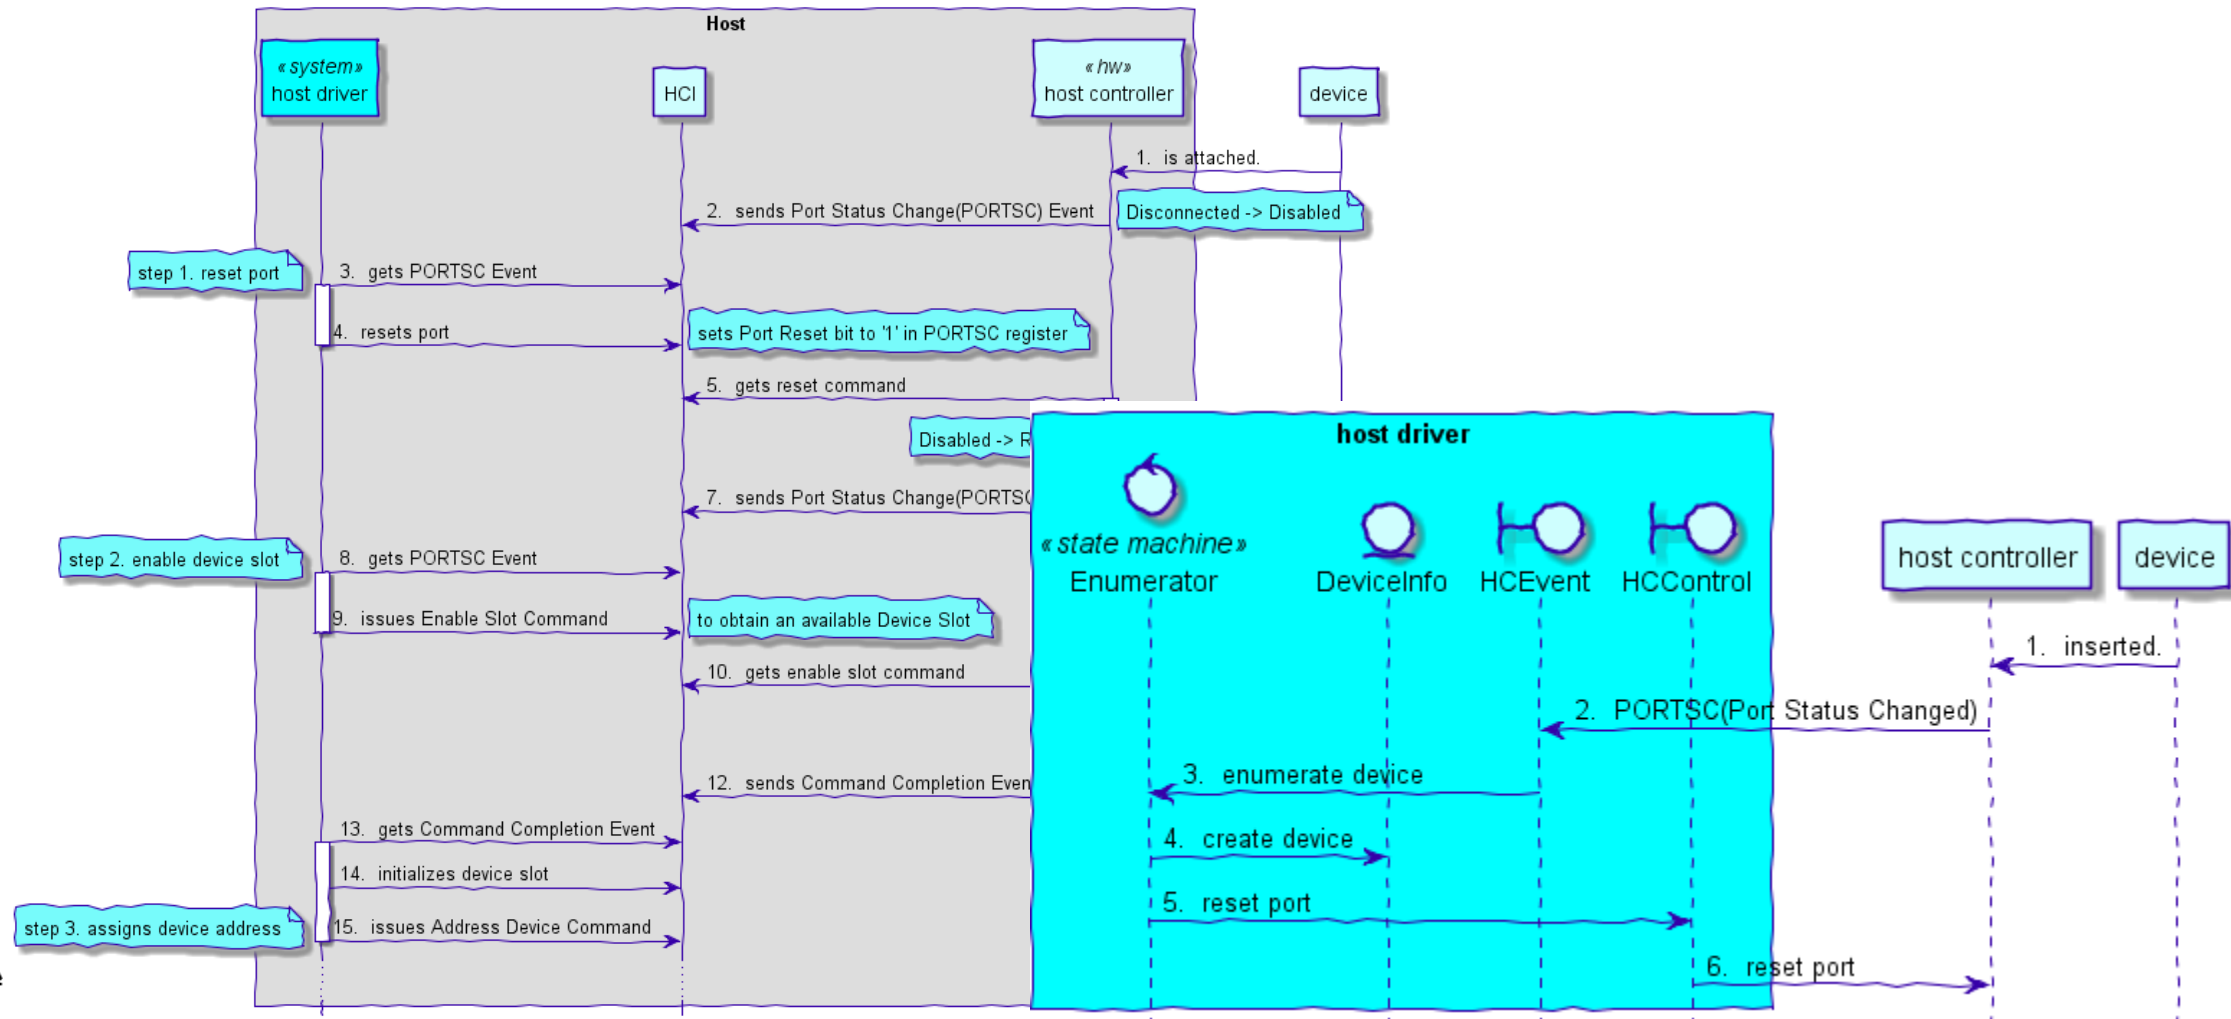 Host
«system»
host driver
HCI
«hw»
host controller
device
1. is attached.
2. sends Port Status Change(PORTSC) Event
Disconnected -> Disabled
step 1. reset port
3. gets PORTSC Event
4. resets port
sets Port Reset bit to '1' in PORTSC register
5. gets reset command
Disabled ->
7. sends Port Status
8. gets PORTSC Event
step 2. enable device slot
9. issues Enable Slot Command
to obtain an available Device Slot
10. gets enable slot command
12. sends Command Completion
13. gets Command Completion Event
14. initializes device slot
step 3. assigns device address
15. issues Address Device Command
host driver
«state machine»
Enumerator
DeviceInfo
HCEvent
HCControl
host controller
device
1. inserted.
2. PORTSC(Port Status Changed)
3. enumerate device
4. create device
5. reset port
6. reset port